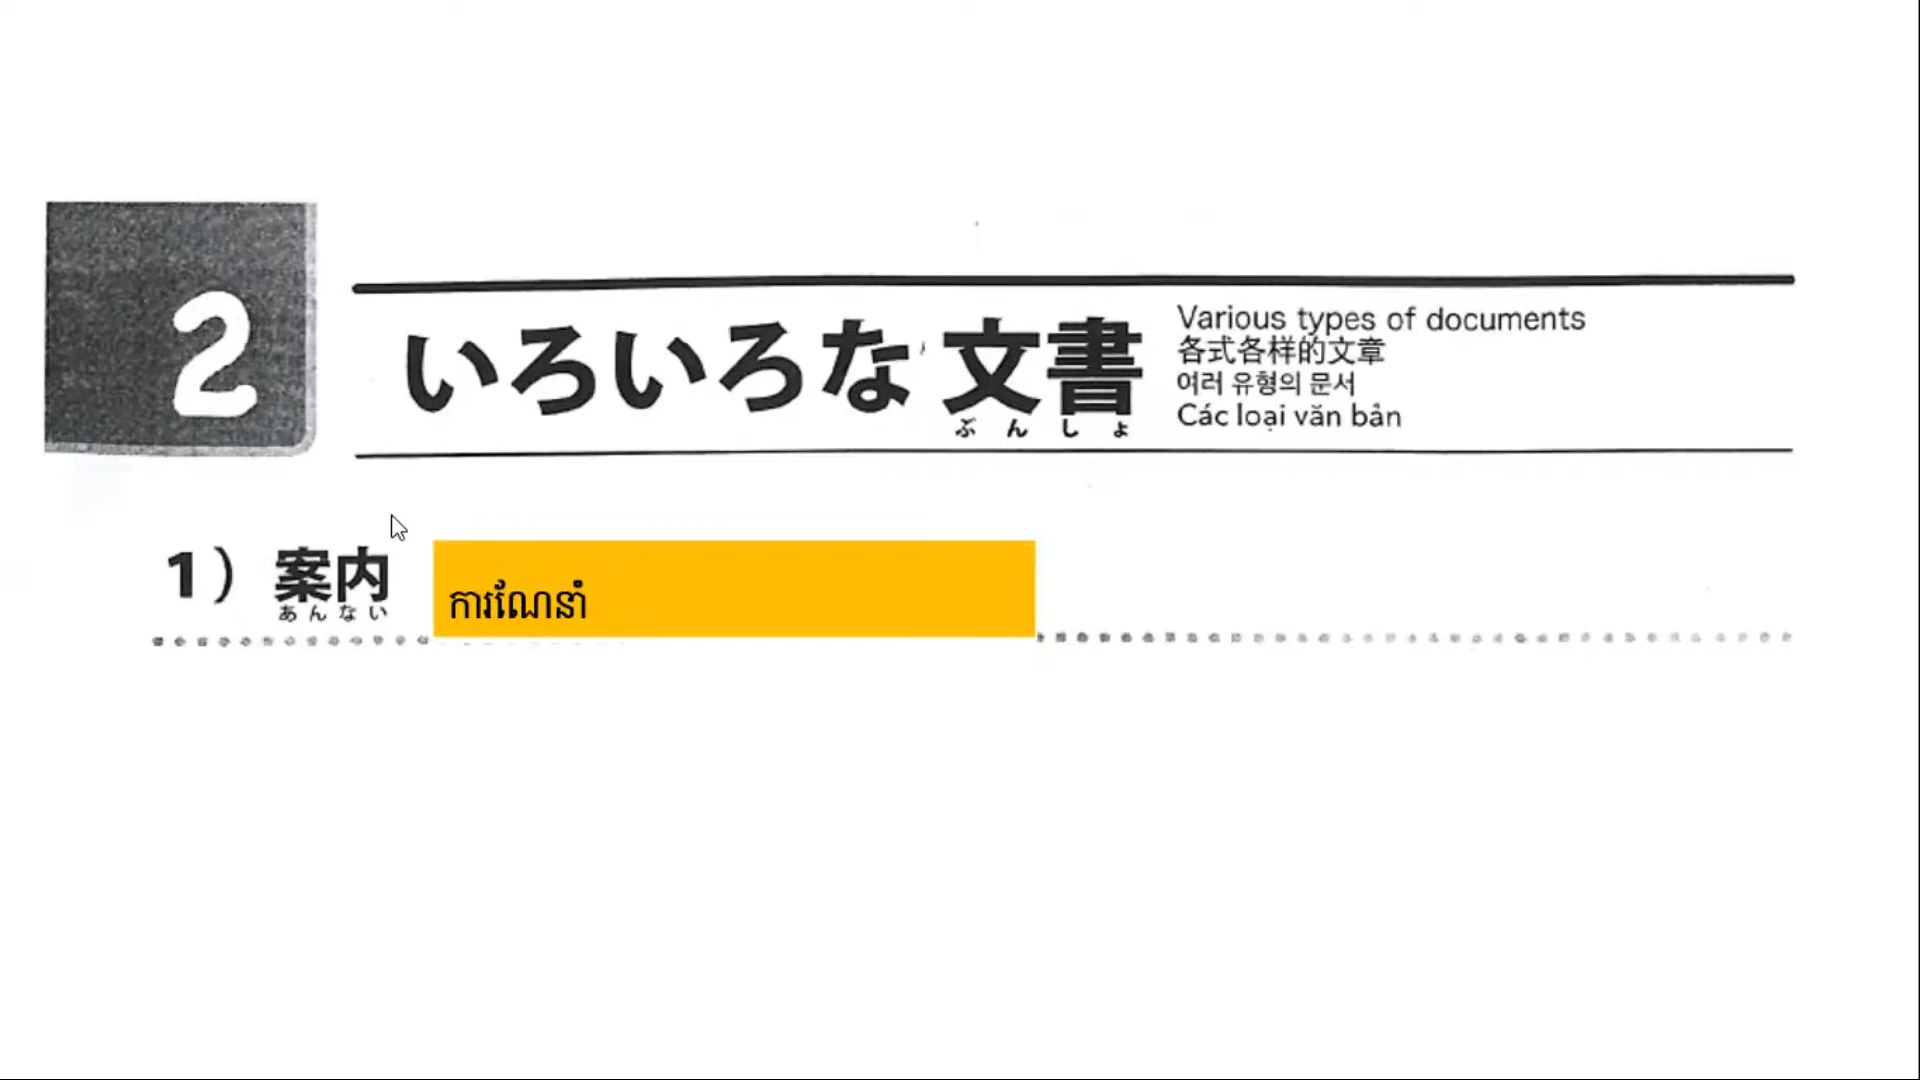 2
いろいろな文書
ぶんしょ
Various types of documents
各式各样的文章
여러 유형의 문서
Các loại văn bản
1）案内
あんない
ការណែនាំ